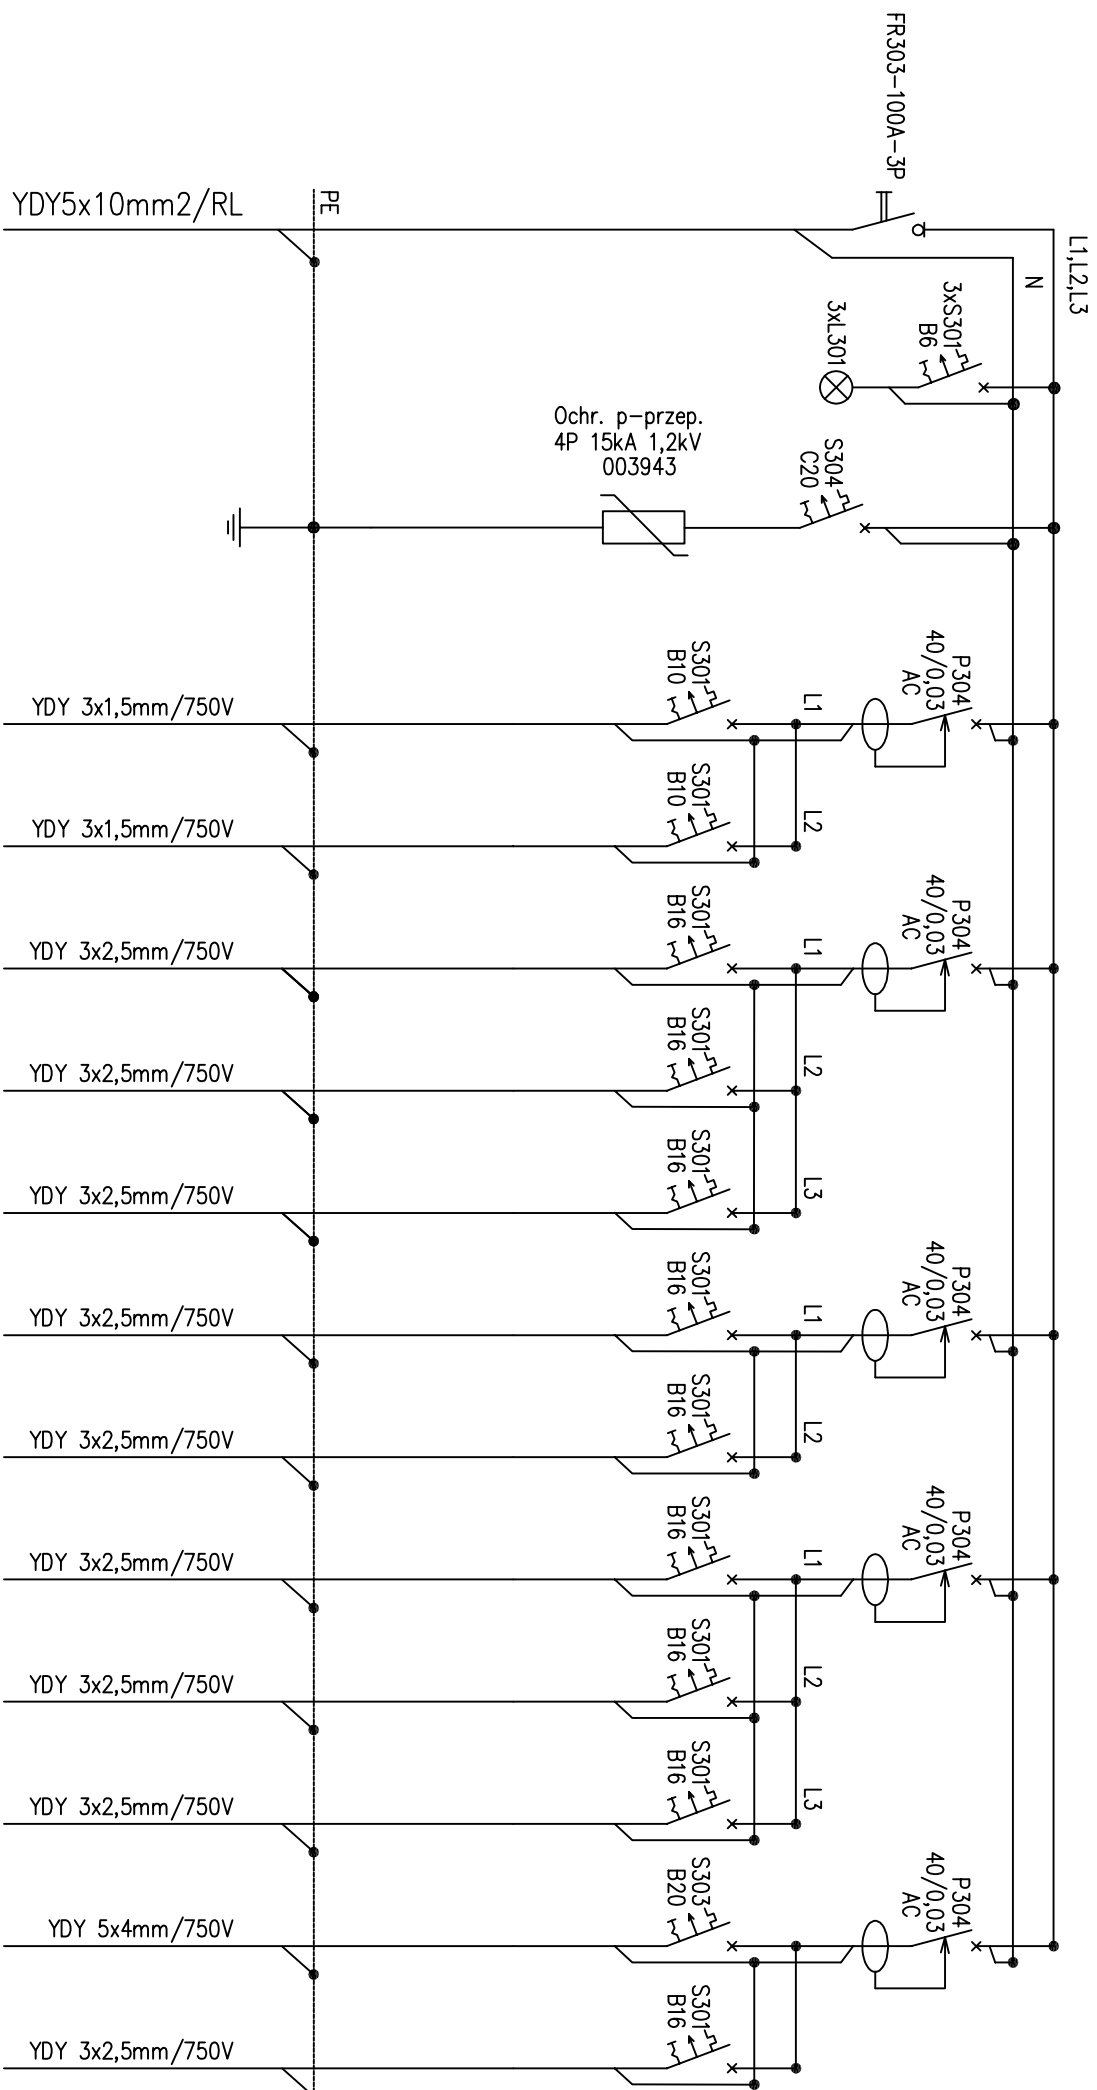 FR303-100A-3P
L1,L2,L3
N
PE
YDY5x10mm2/RL
3xS301
B6
3xL301
S304
C20
Ochr. p-przep.
4P 15kA 1,2kV
003943
P304
40/0,03
AC
L1
S301
B10
YDY 3x1,5mm/750V
L2
S301
B10
YDY 3x1,5mm/750V
P304
40/0,03
AC
L1
S301
B16
YDY 3x2,5mm/750V
L2
S301
B16
YDY 3x2,5mm/750V
L3
S301
B16
YDY 3x2,5mm/750V
P304
40/0,03
AC
L1
S301
B16
YDY 3x2,5mm/750V
L2
S301
B16
YDY 3x2,5mm/750V
P304
40/0,03
AC
L1
S301
B16
YDY 3x2,5mm/750V
L2
S301
B16
YDY 3x2,5mm/750V
L3
S301
B16
YDY 3x2,5mm/750V
P304
40/0,03
AC
S303
B20
YDY 5x4mm/750V
S301
B16
YDY 3x2,5mm/750V